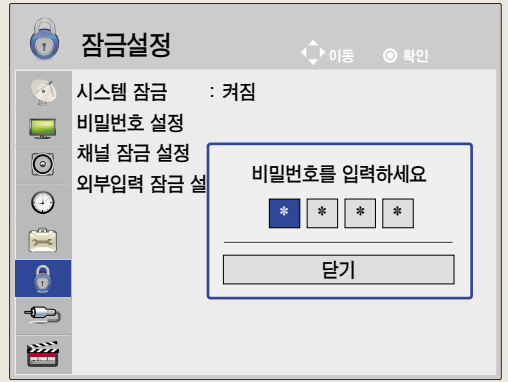 잠금설정
이동 확인
시스템 잠금 : 켜짐
비밀번호 설정
채널 잠금 설정
외부입력 잠금 설
비밀번호를 입력하세요
* * * *
닫기